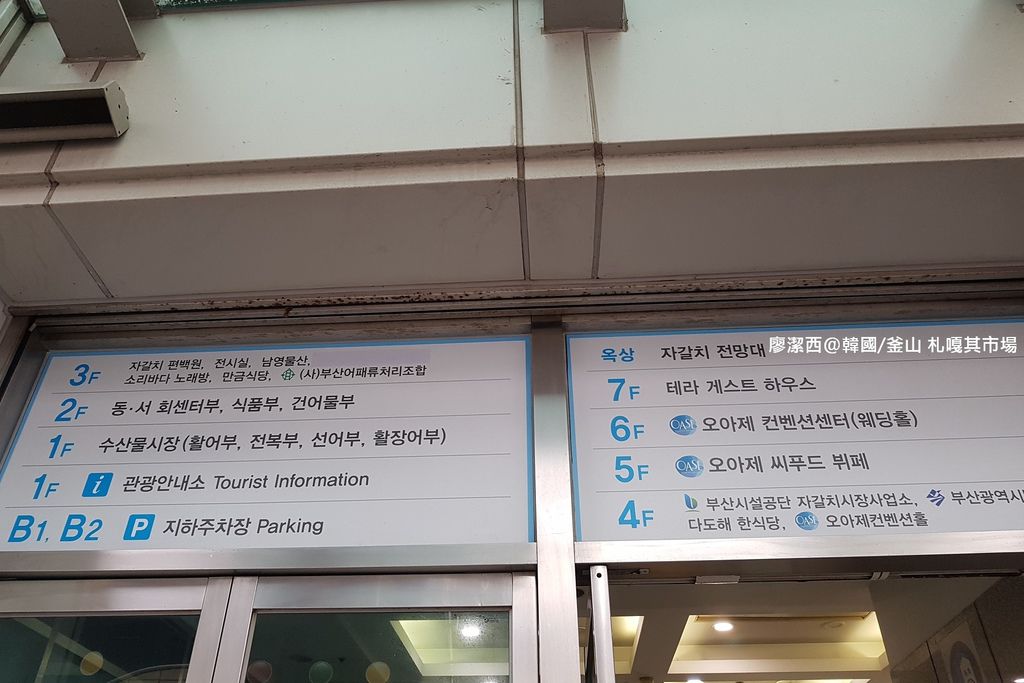 3F 자갈치 편백원, 전시실, 남영물산,
소리바다 노래방, 만금식당, (사)부산어패류처리조합
2F 동·서 회센터부, 식품부, 건어물부
1F 수산물시장(활어부, 전복부, 선어부, 활장어부)
1F i 관광안내소 Tourist Information
B1, B2 P 지하주차장 Parking
옥상 자갈치 전망대
廖潔西@韓國/釜山 札嘎其市場
7F 테라 게스트 하우스
6F OASE 오아제 컨벤션센터(웨딩홀)
5F OASE 오아제 씨푸드 뷔페
4F 부산시설공단 자갈치시장사업소, 부산광역시
다도해 한식당, OASE 오아제컨벤션홀